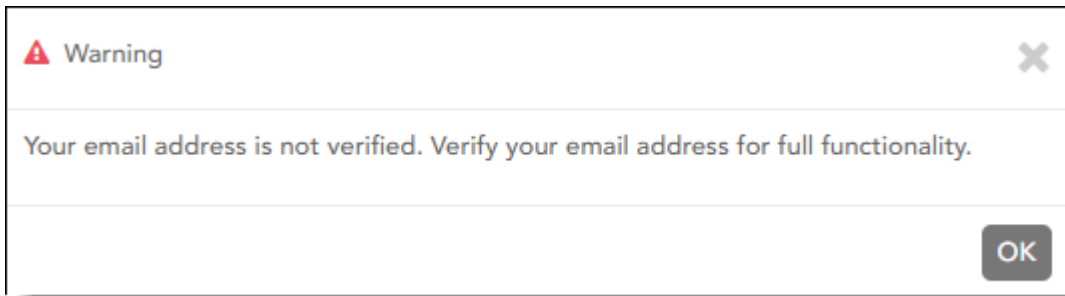 Warning
Your email address is not verified. Verify your email address for full functionality.
OK